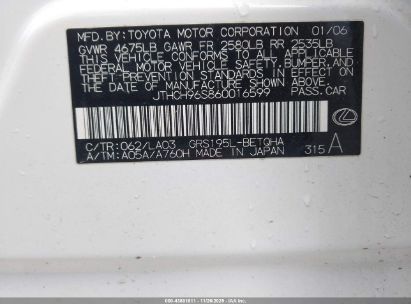 MFD.BY:TOYOTA MOTOR CORPORATION 01/06
GVWR 4675LB GAWR FR 2580LB RR 2535LB
THIS VEHICLE CONFORMS TO ALL APPLICABLE
FEDERAL MOTOR VEHICLE SAFETY, BUMPER, AND
THEFT PREVENTION STANDARDS IN EFFECT ON
THE DATE OF MANUFACTURE SHOWN ABOVE.
JTHCH96S860016599 PASS.CAR
C/TR:062/LA03 GRS195L-BETQHA
A/TM:A05A/A760H MADE IN JAPAN 315 A